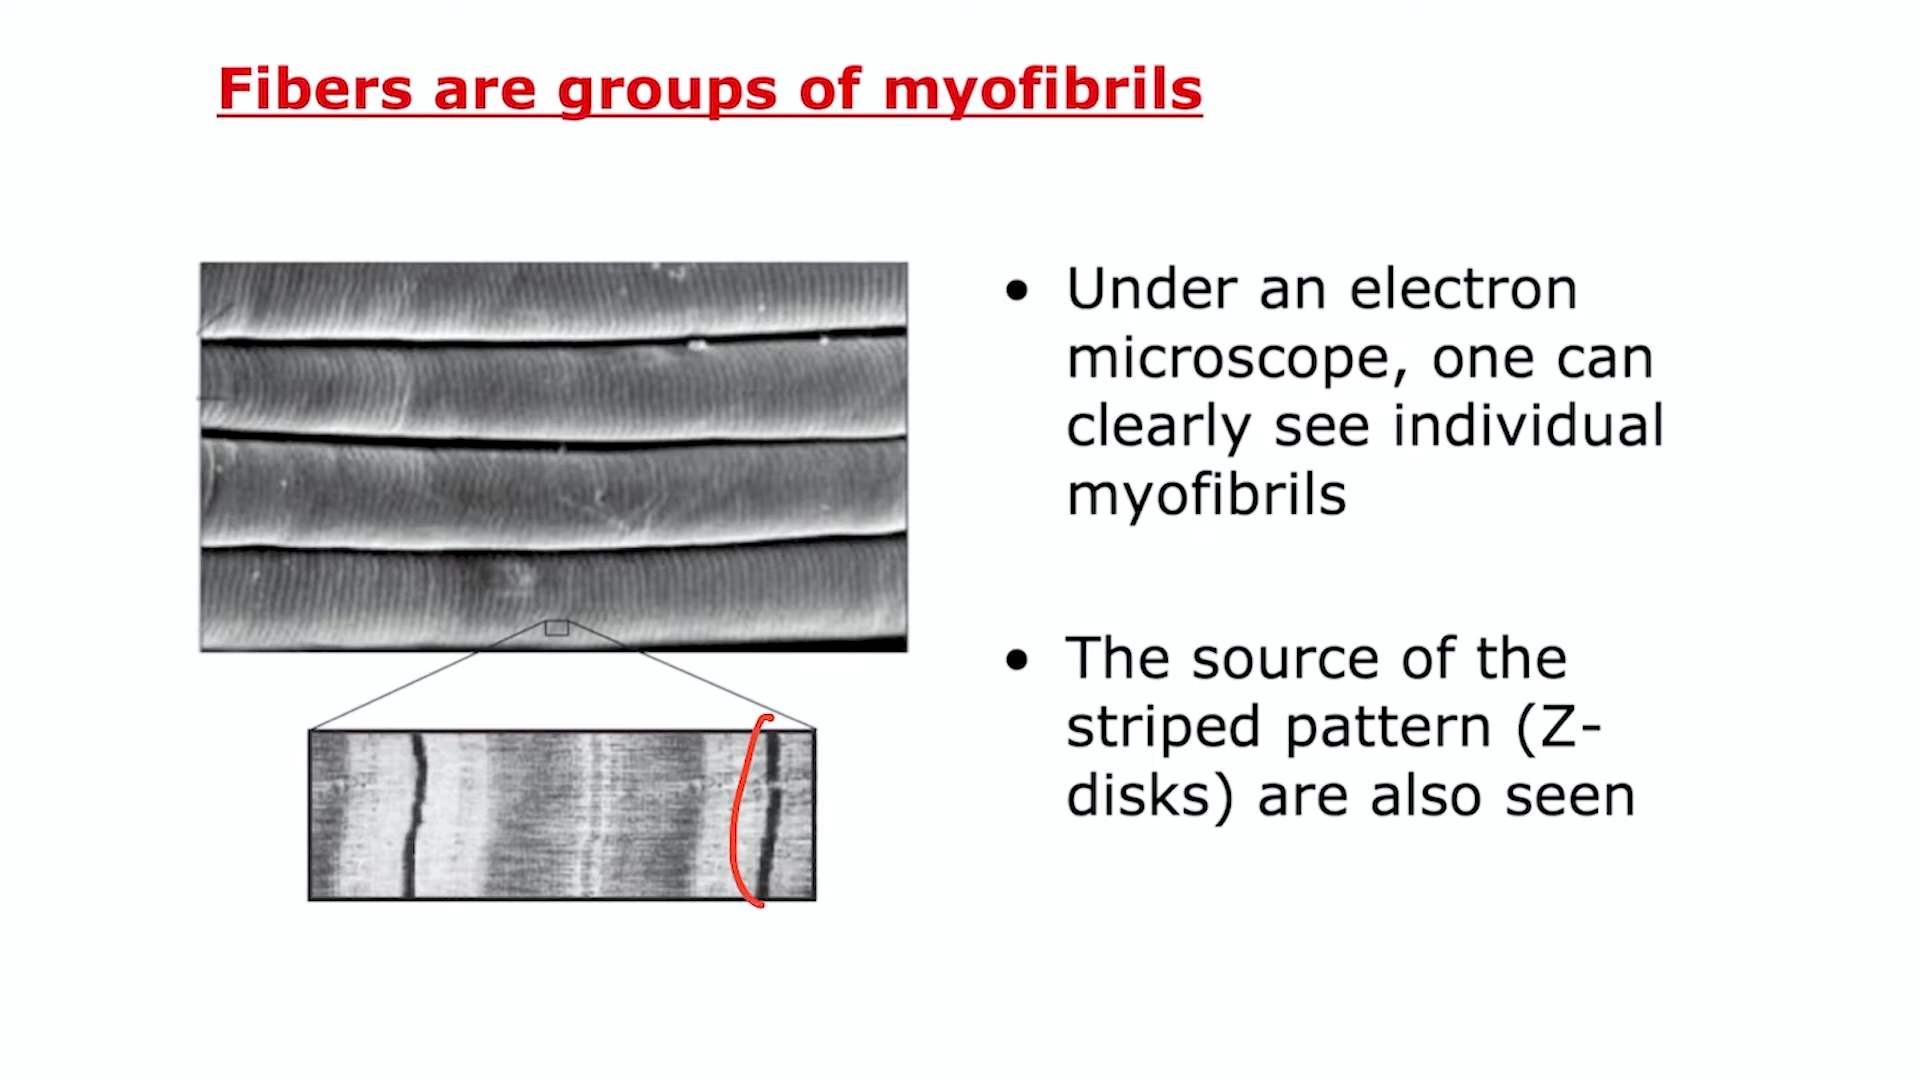 Fibers are groups of myofibrils
• Under an electron
microscope, one can
clearly see individual
myofibrils
• The source of the
striped pattern (Z-
disks) are also seen